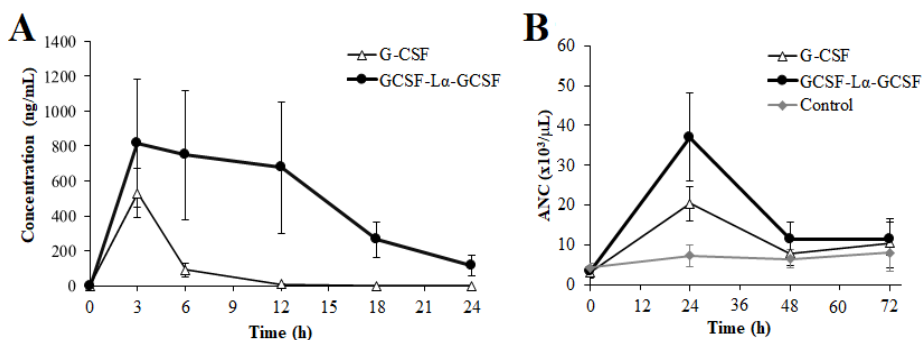 A
G-CSF
GCSF-Lα-GCSF
Concentration (ng/mL)
1400
1200
1000
800
600
400
200
0
0 3 6 9 12 15 18 21 24
Time (h)
B
G-CSF
GCSF-Lα-GCSF
Control
ANC (x10³/µL)
60
50
40
30
20
10
0
0 12 24 36 48 60 72
Time (h)